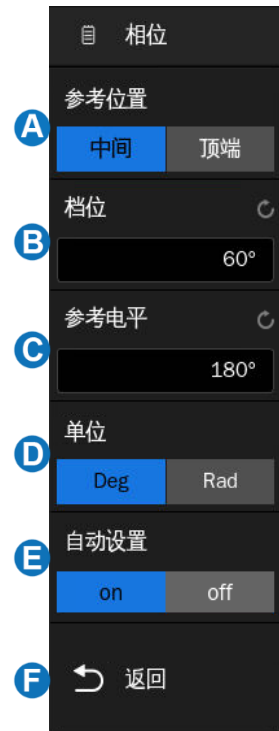 相位
参考位置
A
中间 顶端
档位
B
60°
参考电平
C
180°
单位
D
Deg Rad
自动设置
E
on off
F 返回